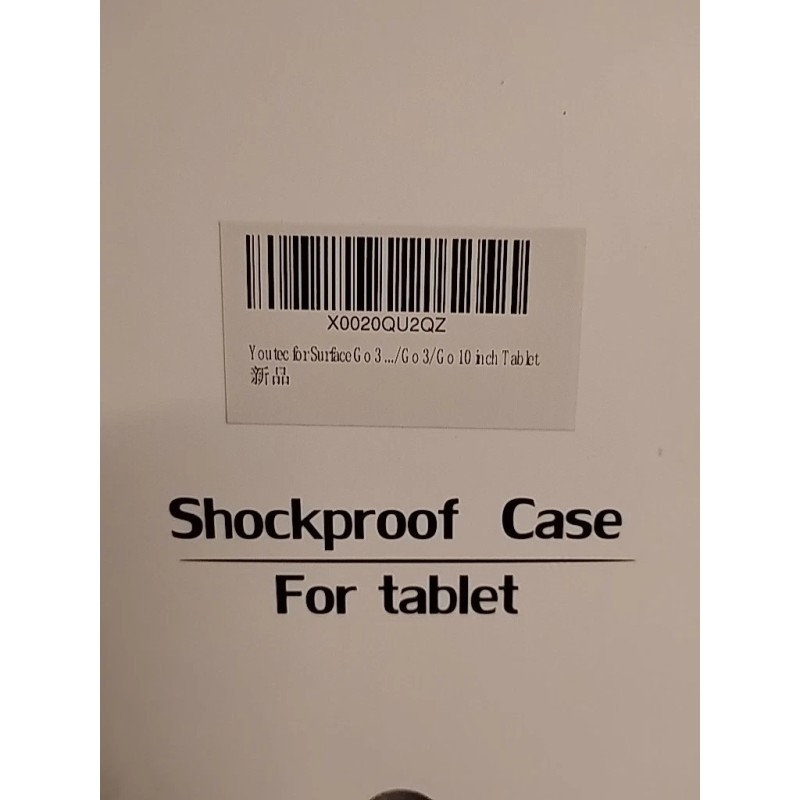 X0020QU2QZ
Youtec for Surface Go 3 .../Go 3/Go 10 inch Tablet
新品
Shockproof Case
For tablet